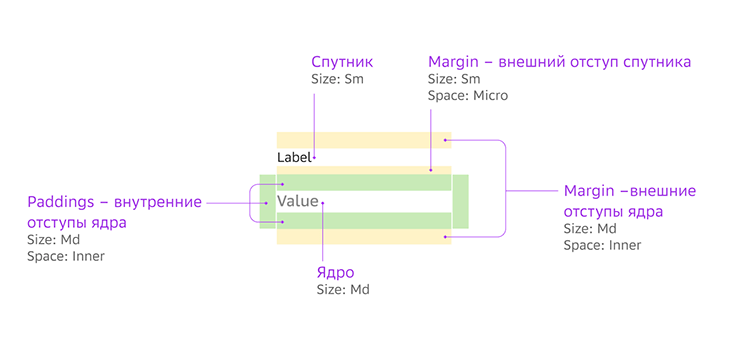 Спутник
Size: Sm
Margin – внешний отступ спутника
Size: Sm
Space: Micro
Label
Paddings – внутренние
отступы ядра
Size: Md
Space: Inner
Value
Margin –внешние
отступы ядра
Size: Md
Space: Inner
Ядро
Size: Md